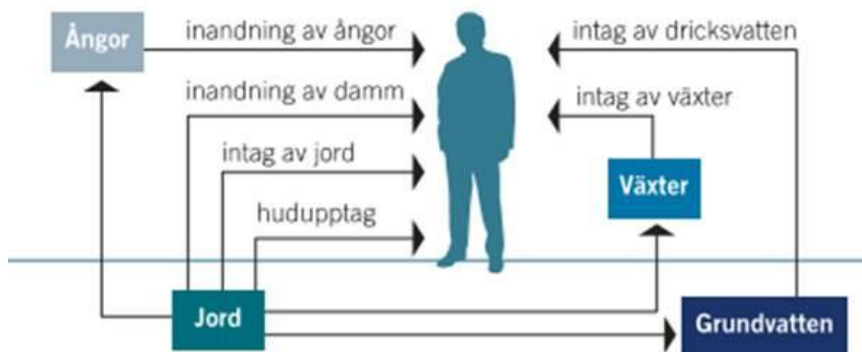 Ångor
inandning av ångor
intag av dricksvatten
inandning av damm
intag av växter
intag av jord
Växter
hudupptag
Jord
Grundvatten